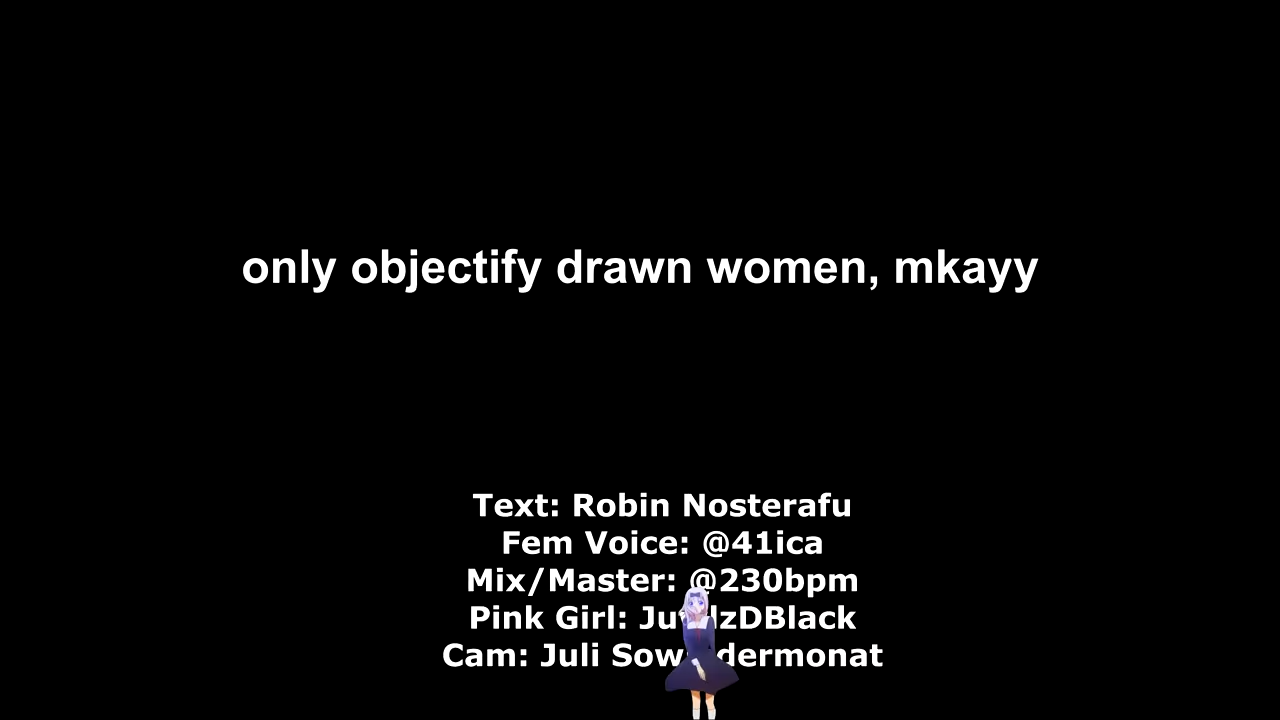 only objectify drawn women, mkayy
Text: Robin Nosterafu
Fem Voice: @41ica
Mix/Master: @230bpm
Pink Girl:
Cam: Juli